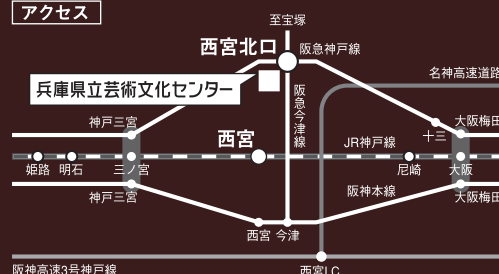 アクセス
至宝塚
西宮北口
阪急神戸線
名神高速道路
兵庫県立芸術文化センター
阪急今津線
神戸三宮
大阪梅田
十三
西宮
JR神戸線
姫路
明石
三ノ宮
尼崎
大阪
神戸三宮
阪神本線
大阪梅田
西宮
今津
阪神高速3号神戸線
西宮I.C.